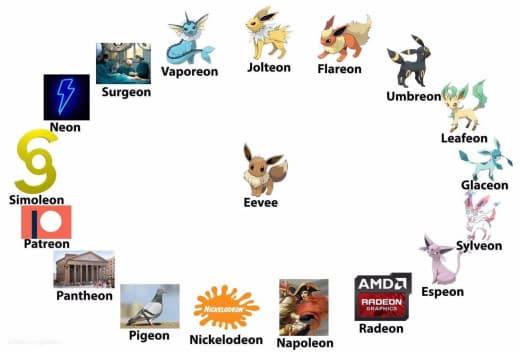 Surgeon
Vaporeon
Jolteon
Flareon
Umbreon
Neon
Leafeon
Simoleon
Eevee
Glaceon
Patreon
Sylveon
Pantheon
Espeon
Pigeon
NICKELODEON
Nickelodeon
Napoleon
AMD
RADEON
GRAPHICS
Radeon